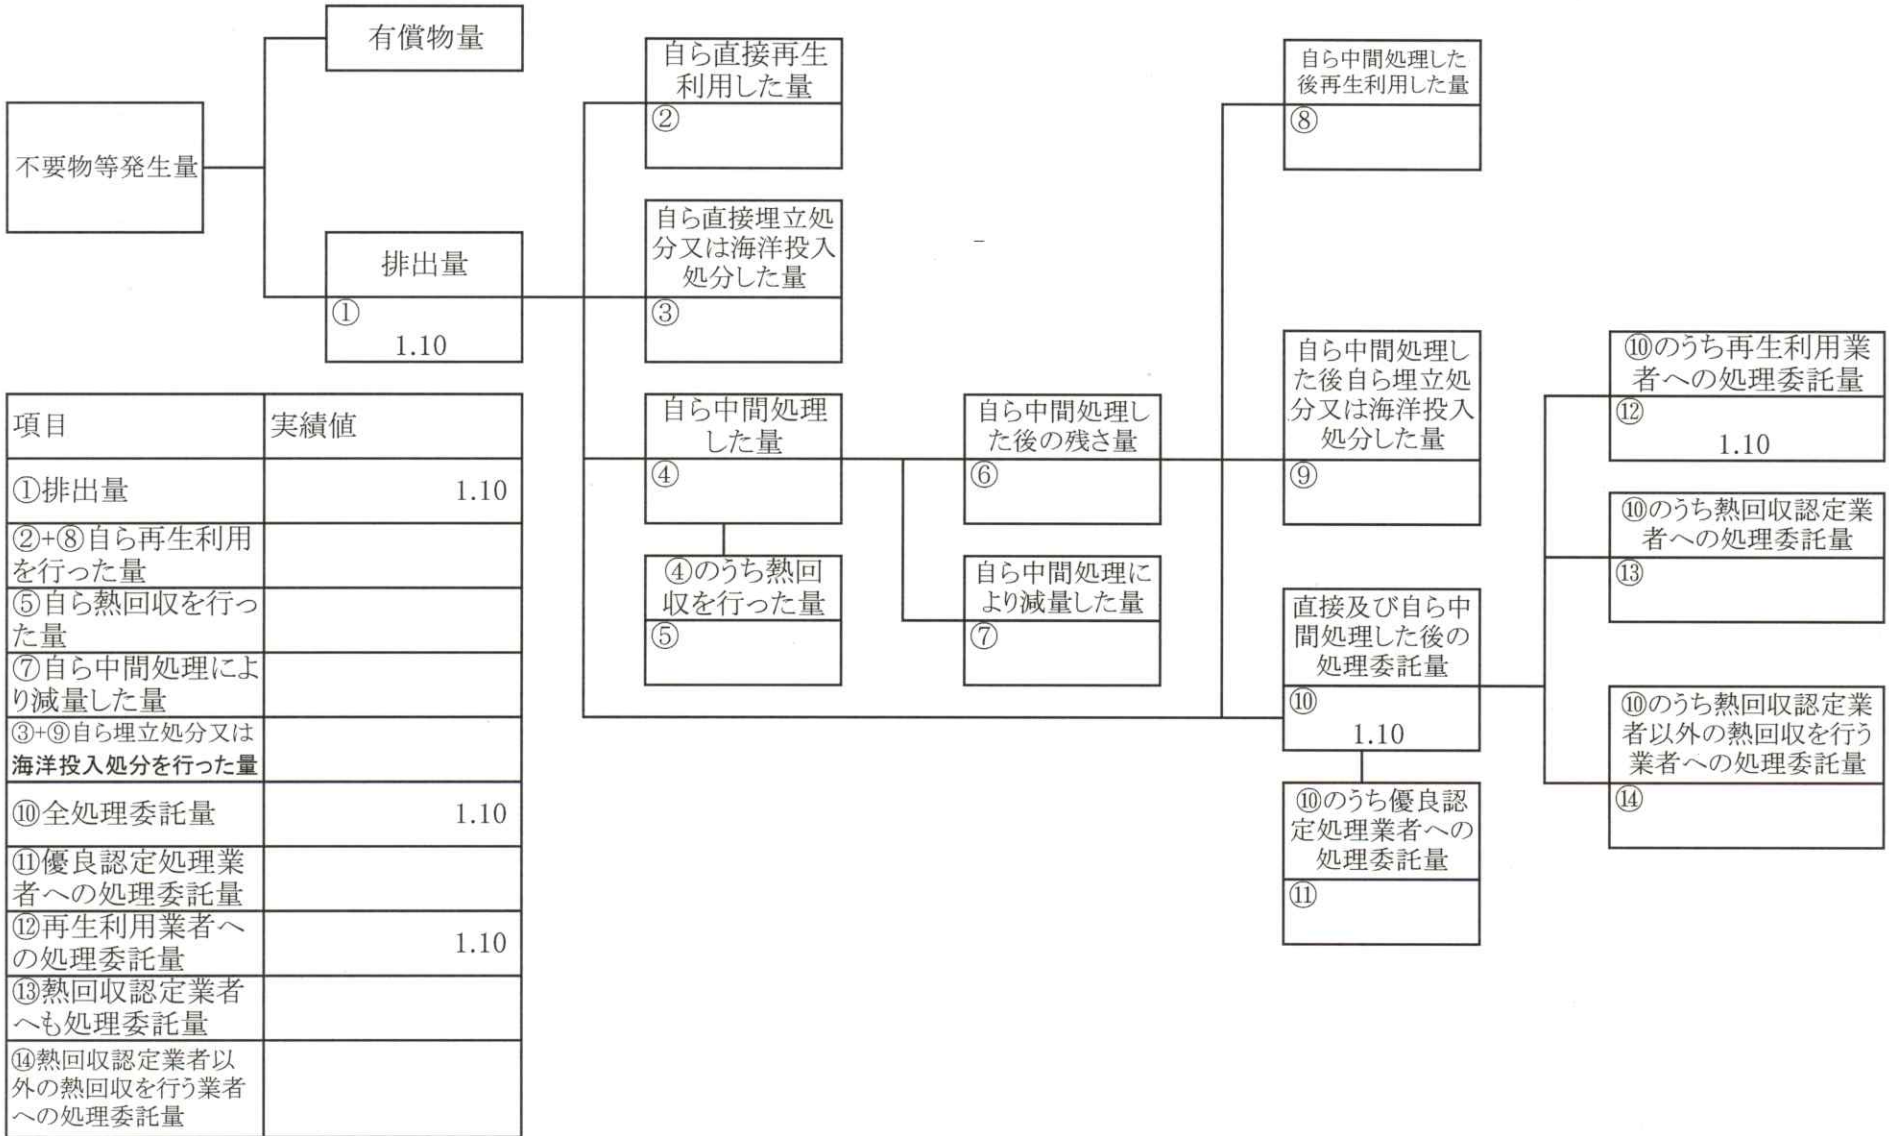 有償物量
不要物等発生量
排出量
①
1.10
自ら直接再生
利用した量
②
自ら直接埋立処
分又は海洋投入
処分した量
③
自ら中間処理
した量
④
④のうち熱回
収を行った量
⑤
自ら中間処理し
た後の残さ量
⑥
自ら中間処理に
より減量した量
⑦
自ら中間処理した
後再生利用した量
⑧
自ら中間処理し
た後自ら埋立処
分又は海洋投入
処分した量
⑨
直接及び自ら中
間処理した後の
処理委託量
⑩
1.10
⑩のうち優良認
定処理業者への
処理委託量
⑪
⑩のうち再生利用業
者への処理委託量
⑫
1.10
⑩のうち熱回収認定業
者への処理委託量
⑬
⑩のうち熱回収認定業
者以外の熱回収を行う
業者への処理委託量
⑭
項目 実績値
①排出量 1.10
②+⑧自ら再生利用
を行った量
⑤自ら熱回収を行っ
た量
⑦自ら中間処理によ
り減量した量
③+⑨自ら埋立処分又は
海洋投入処分を行った量
⑩全処理委託量 1.10
⑪優良認定処理業
者への処理委託量
⑫再生利用業者へ
の処理委託量 1.10
⑬熱回収認定業者
へも処理委託量
⑭熱回収認定業者以
外の熱回収を行う業者
への処理委託量